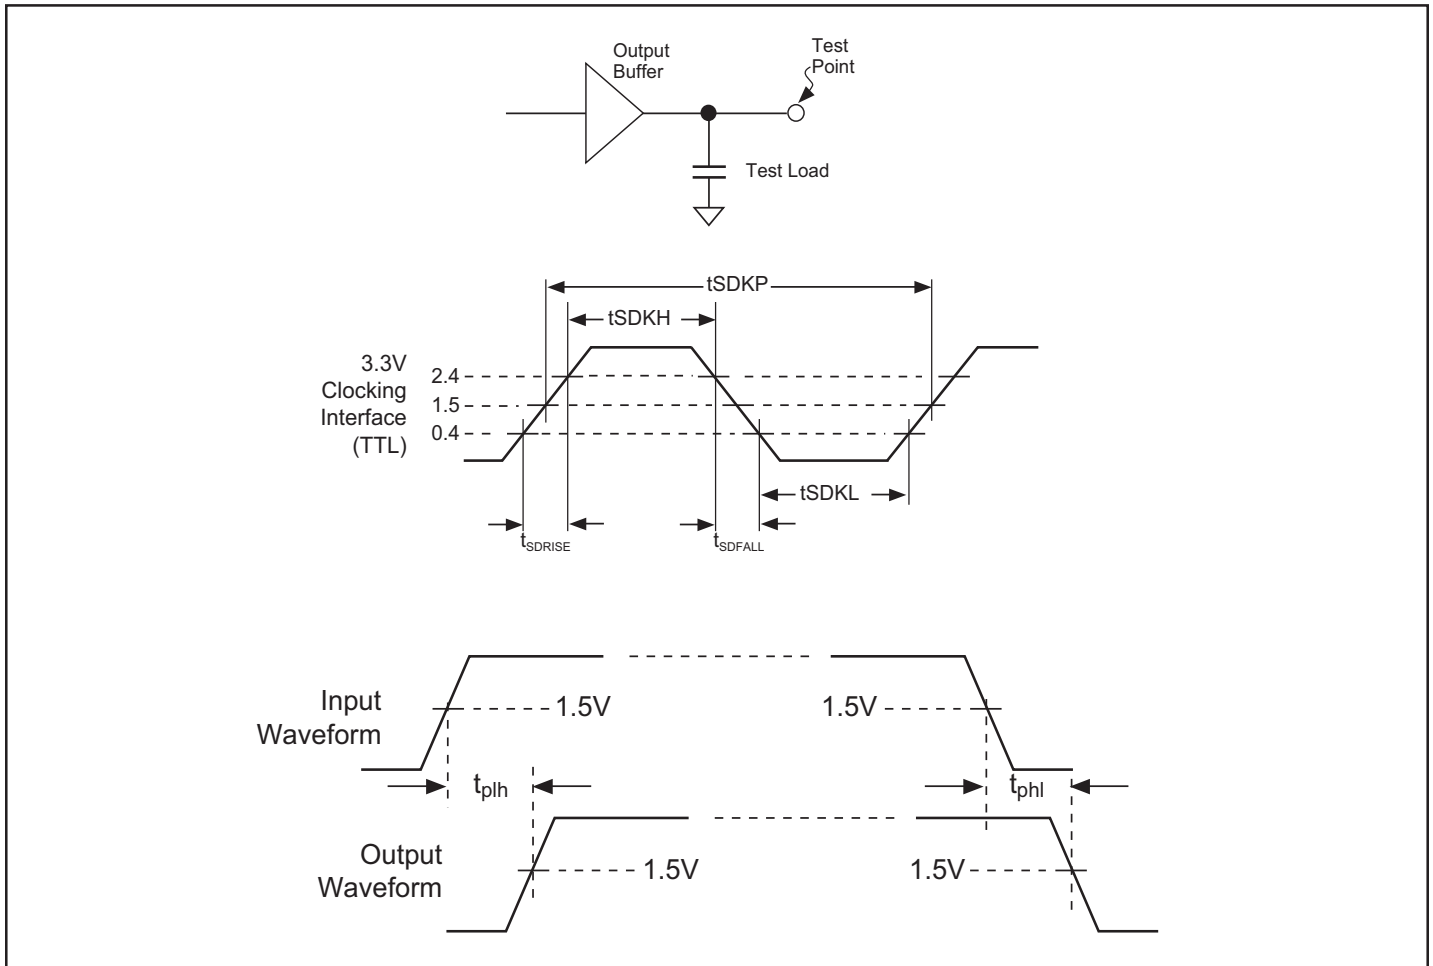 Output
Buffer
Test
Point
Test Load
tSDKP
tSDKH
3.3V
Clocking
Interface
(TTL)
2.4
1.5
0.4
tSDKL
tSDRISE
tSDFALL
Input
Waveform
1.5V
1.5V
tplh
tphl
Output
Waveform
1.5V
1.5V